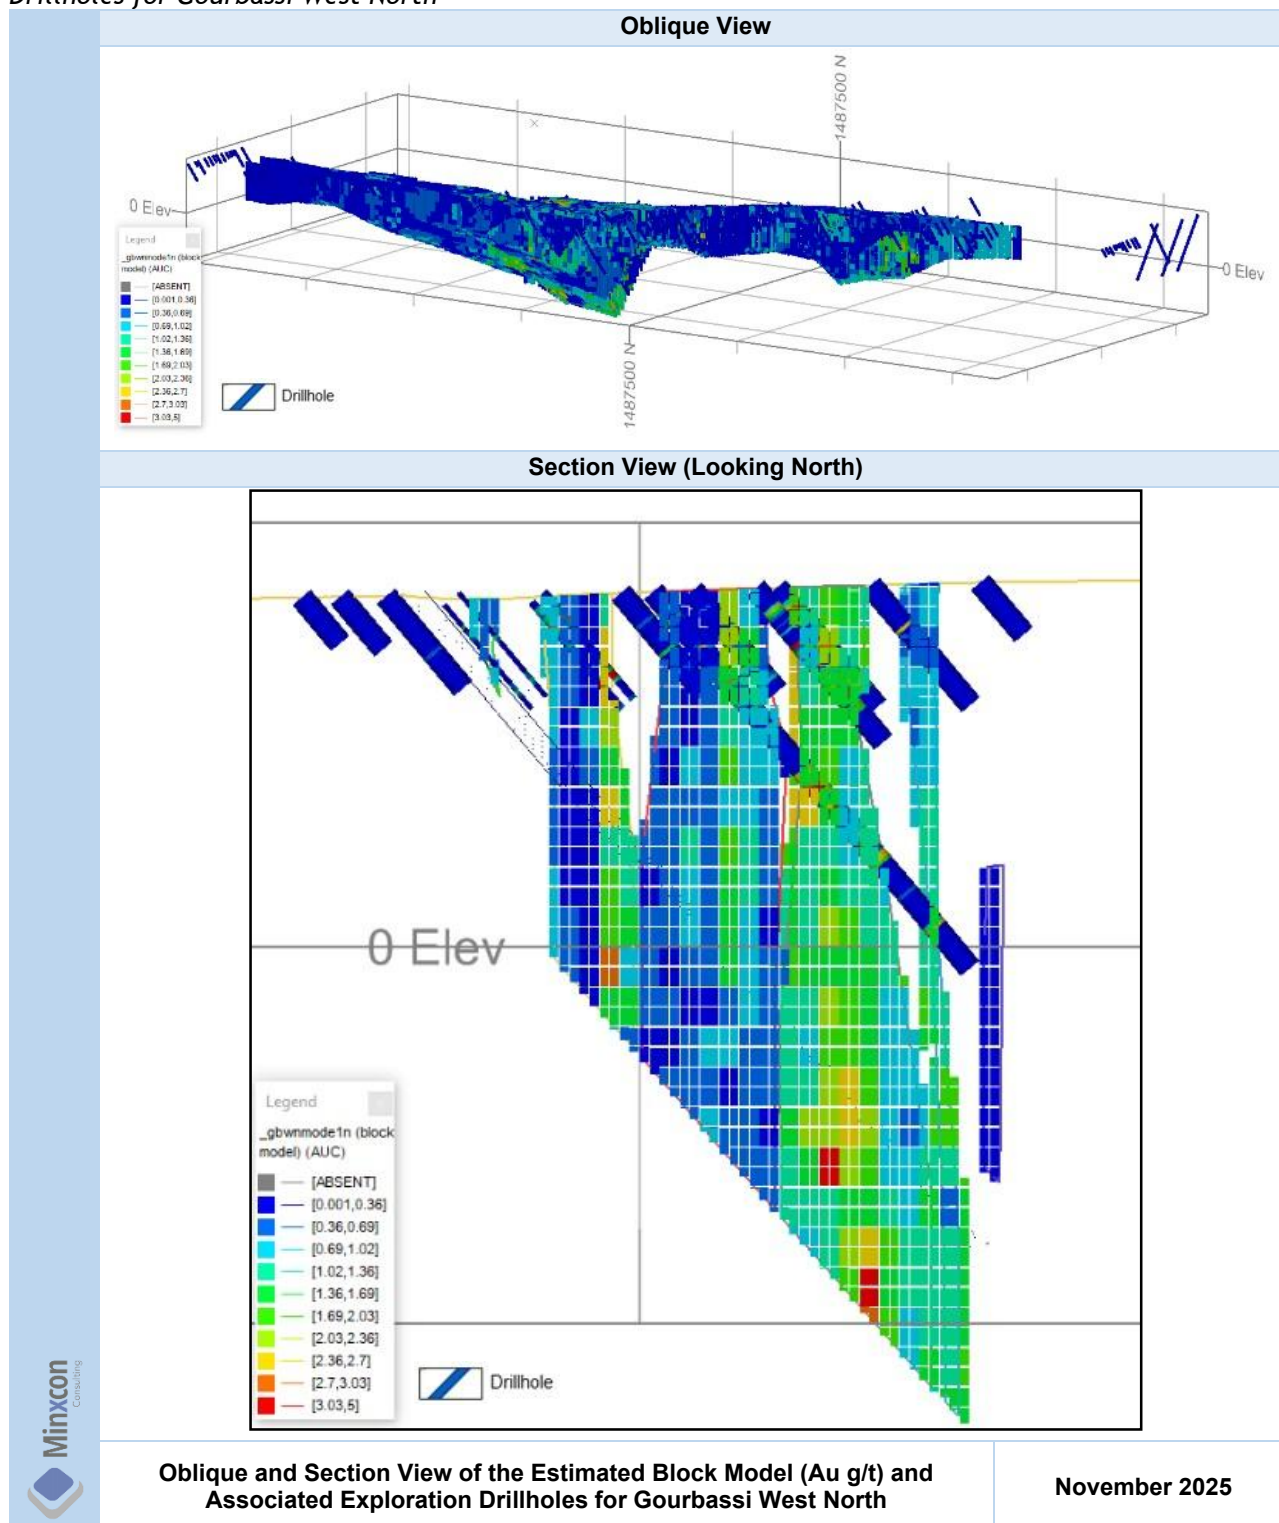 Drillholes for Gourbassi West North
Oblique View
1487500 N
0 Elev
0 Elev
Legend
_gbwnmode1n (block
model) (AUC)
[ABSENT]
[0.001,0.36]
[0.36,0.69]
[0.69,1.02]
[1.02,1.36]
[1.36,1.69]
[1.69,2.03]
[2.03,2.36]
[2.36,2.7]
[2.7,3.03]
[3.03,5]
Drillhole
1487500 N
Section View (Looking North)
0 Elev
Legend
_gbwnmode1n (block
model) (AUC)
[ABSENT]
[0.001,0.36]
[0.36,0.69]
[0.69,1.02]
[1.02,1.36]
[1.36,1.69]
[1.69,2.03]
[2.03,2.36]
[2.36,2.7]
[2.7,3.03]
[3.03,5]
Drillhole
Minxcon
Consulting
Oblique and Section View of the Estimated Block Model (Au g/t) and
Associated Exploration Drillholes for Gourbassi West North
November 2025